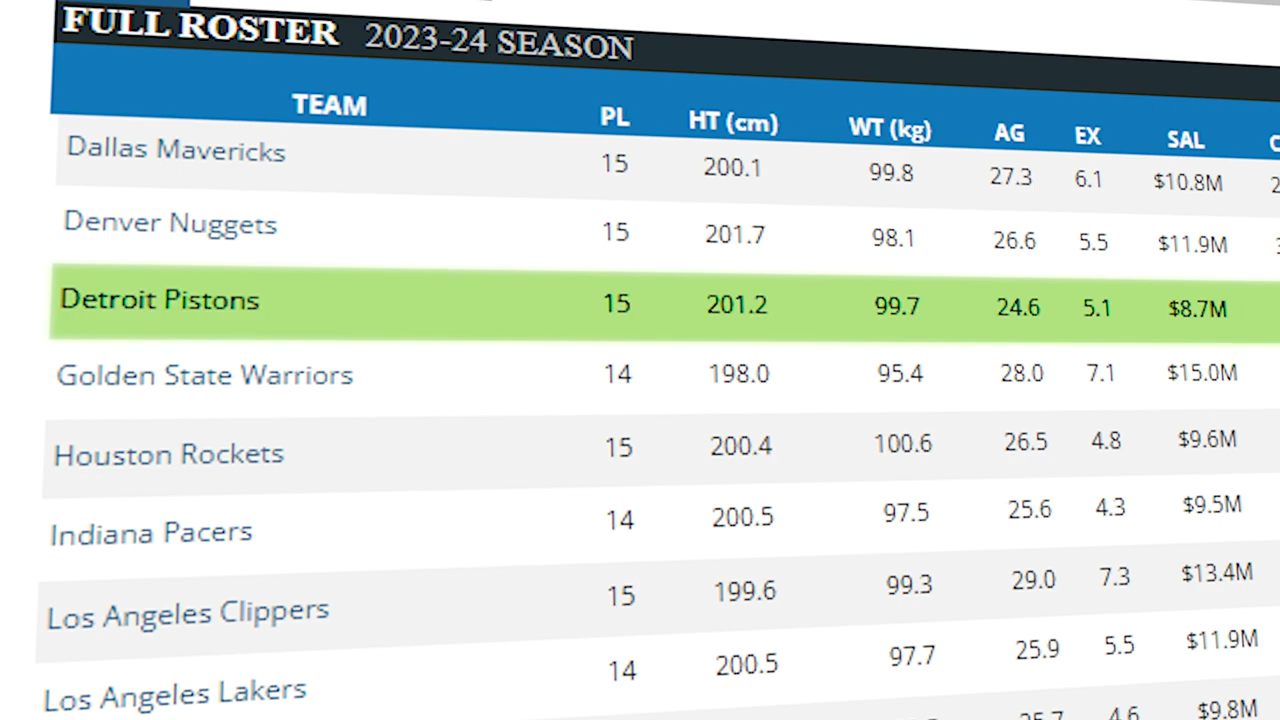 FULL ROSTER 2023-24 SEASON
TEAM PL HT (cm) WT (kg) AG EX SAL
Dallas Mavericks 15 200.1 99.8 27.3 6.1 $10.8M
Denver Nuggets 15 201.7 98.1 26.6 5.5 $11.9M
Detroit Pistons 15 201.2 99.7 24.6 5.1 $8.7M
Golden State Warriors 14 198.0 95.4 28.0 7.1 $15.0M
Houston Rockets 15 200.4 100.6 26.5 4.8 $9.6M
Indiana Pacers 14 200.5 97.5 25.6 4.3 $9.5M
Los Angeles Clippers 15 199.6 99.3 29.0 7.3 $13.4M
Los Angeles Lakers 14 200.5 97.7 25.9 5.5 $11.9M
25.7 4.6 $9.8M